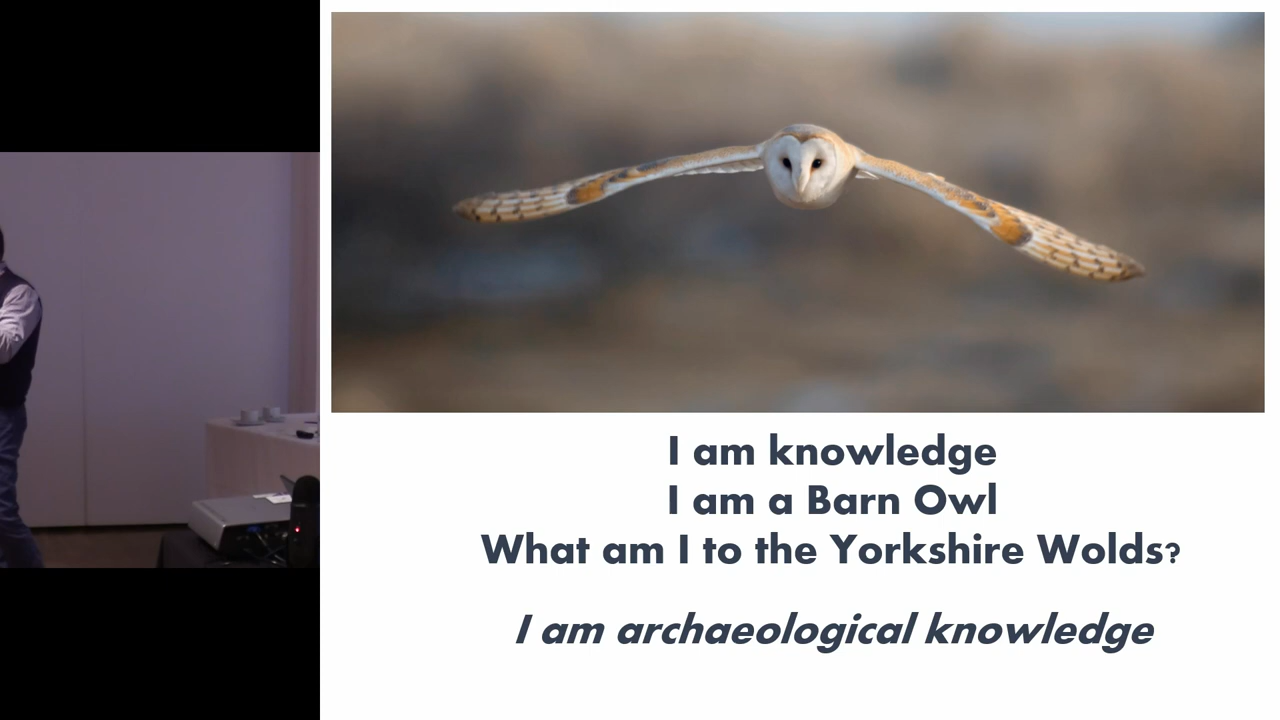 I am knowledge
I am a Barn Owl
What am I to the Yorkshire Wolds?
I am archaeological knowledge